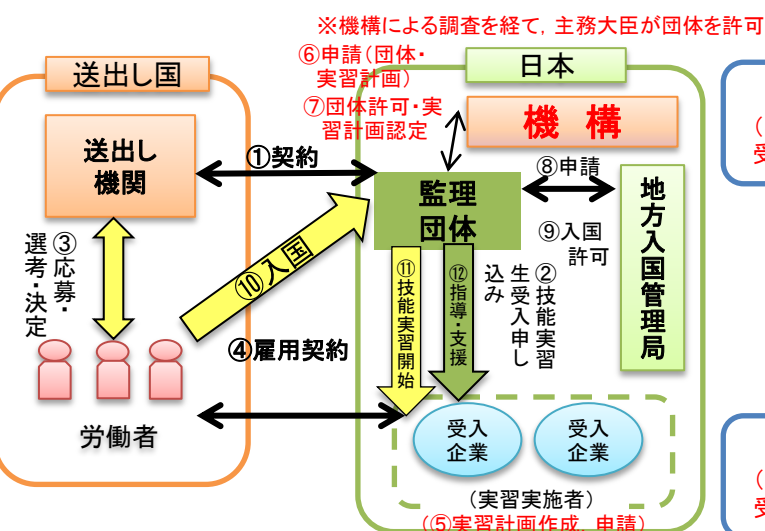 ※機構による調査を経て，主務大臣が団体を許可
⑥申請（団体・
実習計画）
⑦団体許可・実
習計画認定
送出し国
日本
機　構
送出し
機関
①契約
監理
団体
⑧申請
⑨入国
許可
地方入国管理局
③応募・
選考・決定
⑩入国
⑪技能実習開始
⑫指導・支援
②技能実習
生受入申し
込み
④雇用契約
労働者
受入
企業
受入
企業
（実習実施者）
（⑤実習計画作成，申請）
（
受
（
受